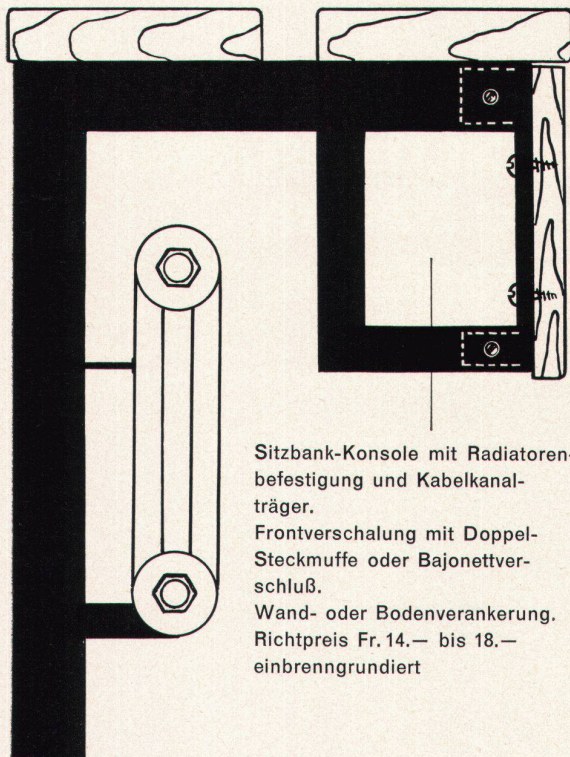 Sitzbank-Konsole mit Radiatoren-
befestigung und Kabelkanal-
träger.
Frontverschalung mit Doppel-
Steckmuffe oder Bajonettver-
schluß.
Wand- oder Bodenverankerung.
Richtpreis Fr. 14.— bis 18.—
einbrenngrundiert